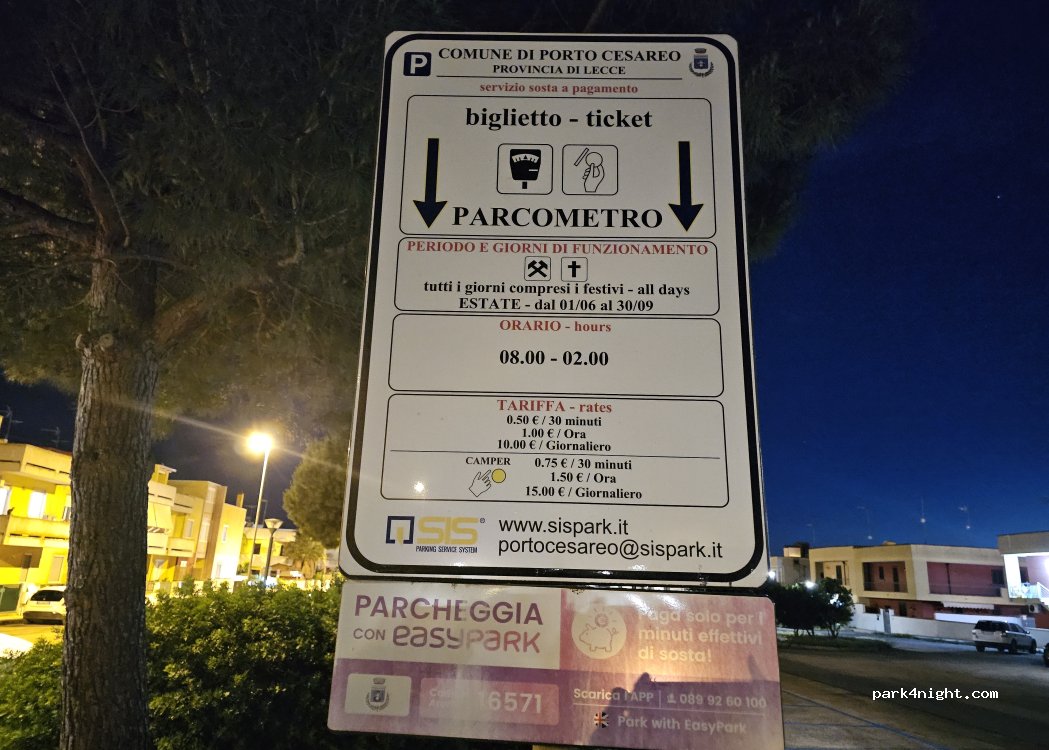 P COMUNE DI PORTO CESAREO
PROVINCIA DI LECCE
servizio sosta a pagamento
biglietto - ticket
PARCOMETRO
PERIODO E GIORNI DI FUNZIONAMENTO
tutti i giorni compresi i festivi - all days
ESTATE - dal 01/06 al 30/09
ORARIO - hours
08.00 - 02.00
TARIFFA - rates
0.50 € / 30 minuti
1.00 € / Ora
10.00 € / Giornaliero
CAMPER 0.75 € / 30 minuti
1.50 € / Ora
15.00 € / Giornaliero
SIS®
PARKING SERVICE SYSTEM
www.sispark.it
portocesareo@sispark.it
PARCHEGGIA
CON easyPARK
Paga solo per i
minuti effettivi
di sosta!
16571
Scarica l'APP | 089 92 60 100
Park with EasyPark
park4night.com